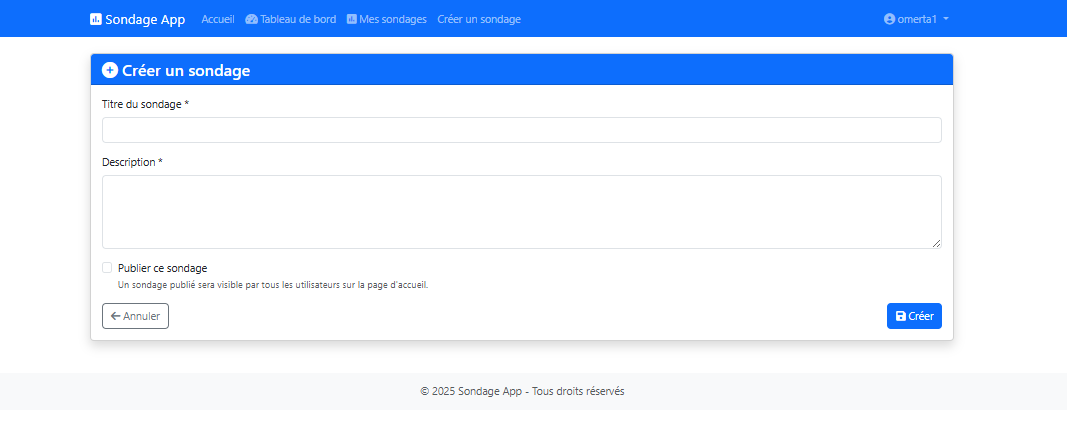 Sondage App Accueil Tableau de bord Mes sondages Créer un sondage omerta1
Créer un sondage
Titre du sondage *
Description *
Publier ce sondage
Un sondage publié sera visible par tous les utilisateurs sur la page d'accueil.
Annuler Créer
© 2025 Sondage App - Tous droits réservés